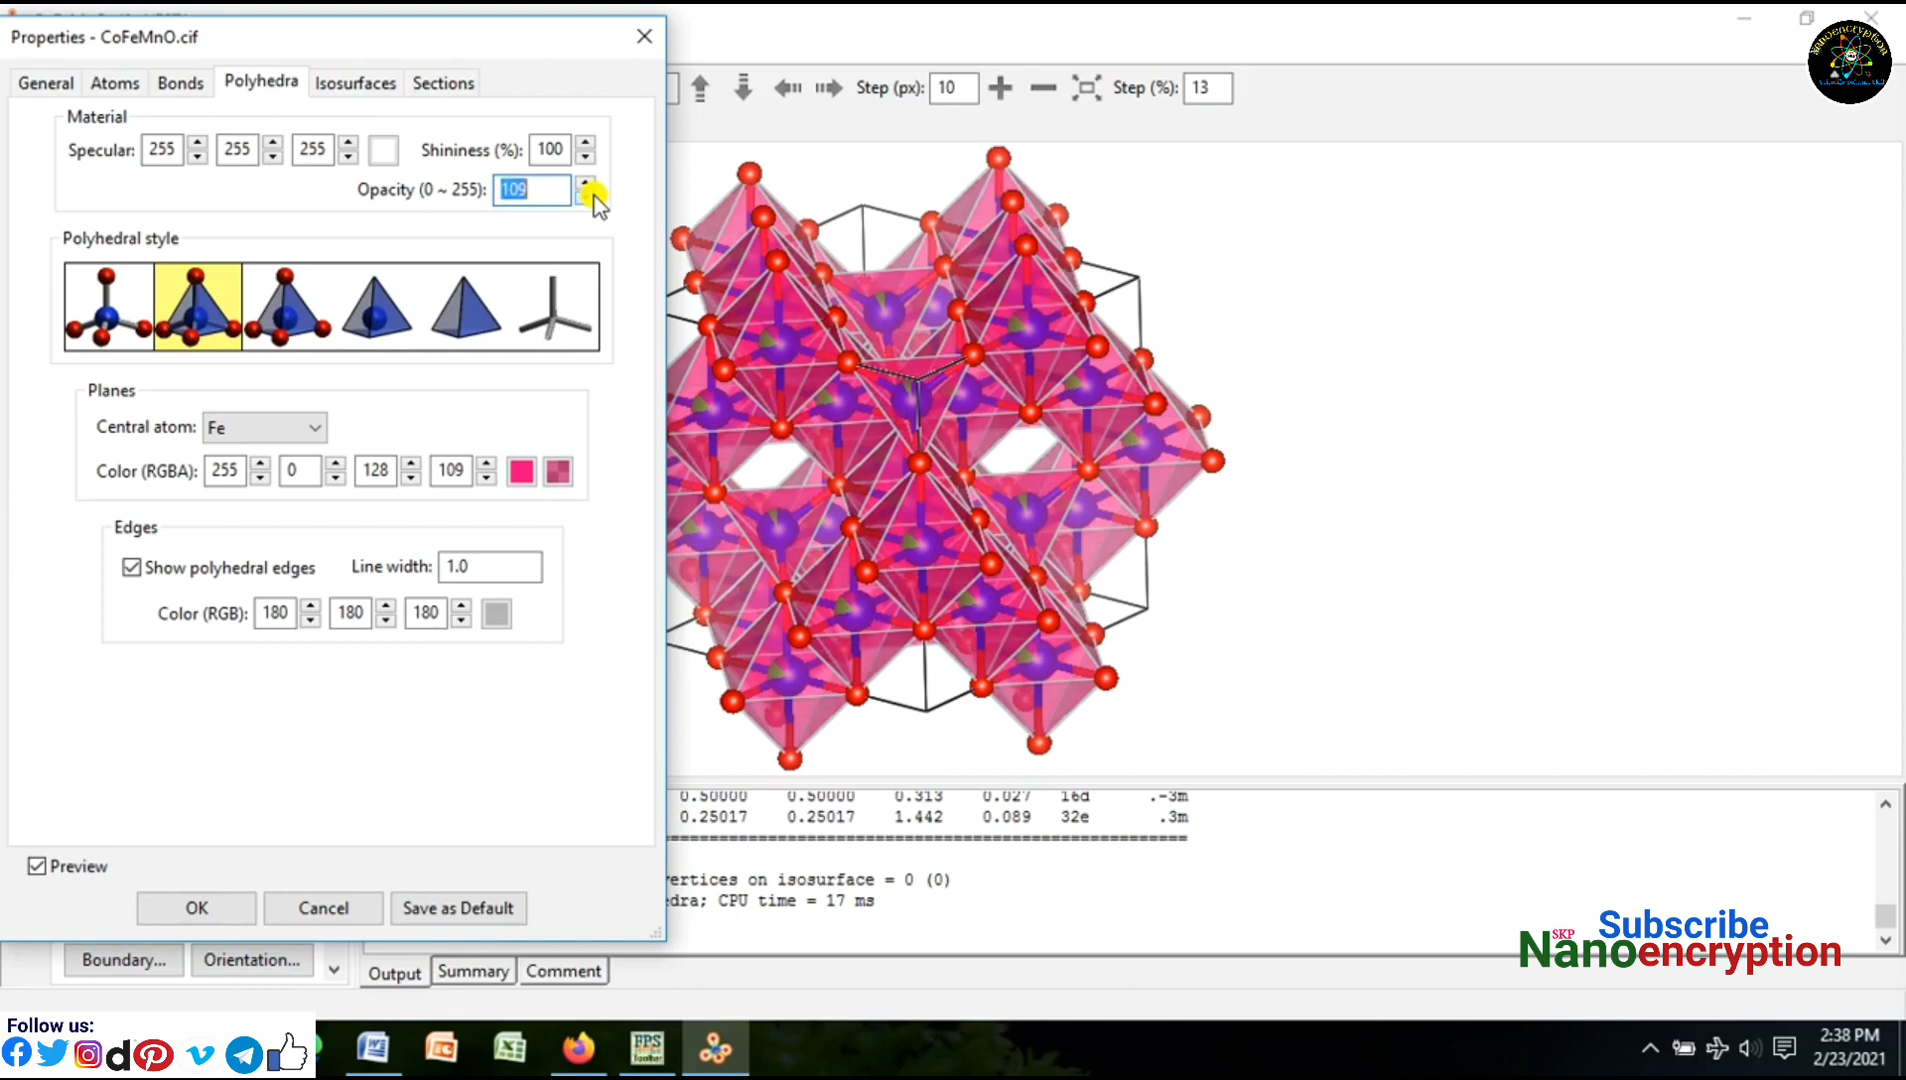 Properties - CoFeMnO.cif
General Atoms Bonds Polyhedra Isosurfaces Sections
Material
Specular: 255 255 255 Shininess (%): 100
Opacity (0 ~ 255): 109
Polyhedral style
Planes
Central atom: Fe
Color (RGBA): 255 0 128 109
Edges
Show polyhedral edges Line width: 1.0
Color (RGB): 180 180 180
Preview
OK Cancel Save as Default
Step (px): 10 Step (%): 13
nanoencryption
0.50000 0.50000 0.313 0.027 16d .-3m
0.25017 0.25017 1.442 0.089 32e .3m
================================================
ertices on isosurface = 0 (0)
edra; CPU time = 17 ms
Boundary... Orientation...
Output Summary Comment
Subscribe
SKP
Nanoencryption
Follow us:
FPS
2:38 PM
2/23/2021